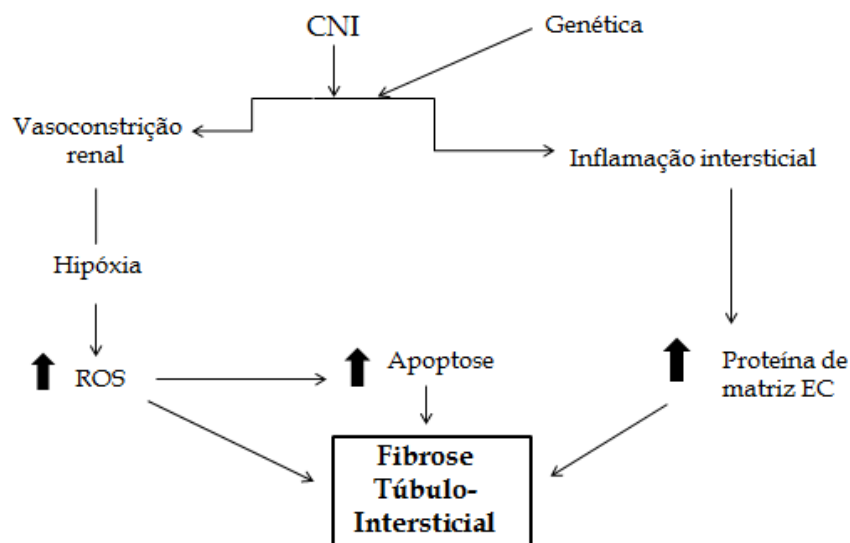 CNI
Genética
Vasoconstrição
renal
Inflamação intersticial
Hipóxia
ROS
Apoptose
Proteína de
matriz EC
Fibrose
Túbulo-
Intersticial